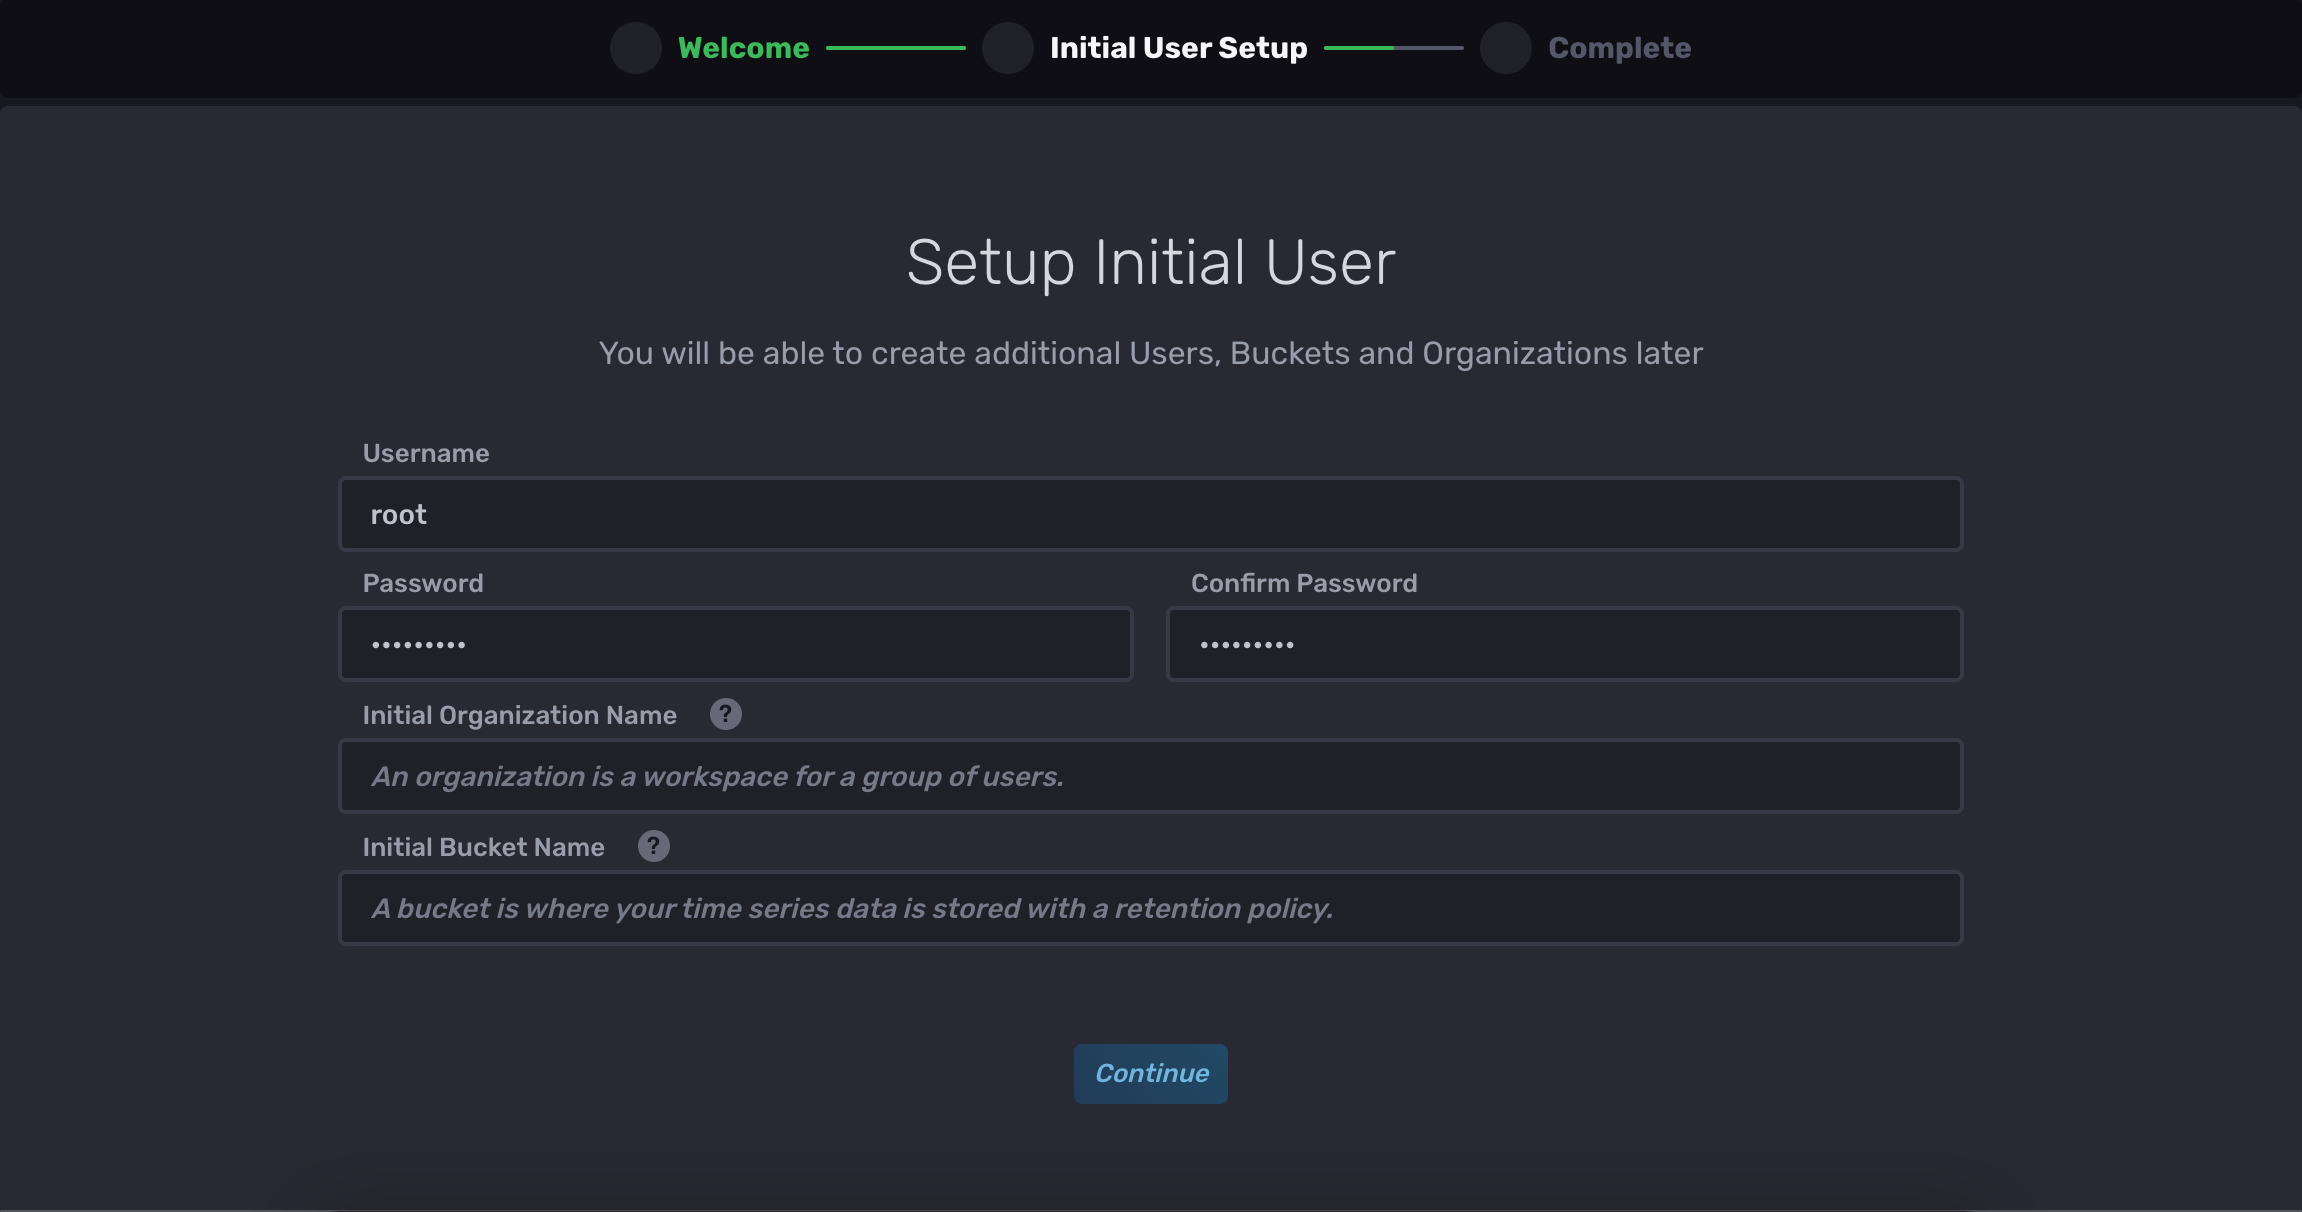 Welcome Initial User Setup Complete
Setup Initial User
You will be able to create additional Users, Buckets and Organizations later
Username
root
Password Confirm Password
••••••••• •••••••••
Initial Organization Name ?
An organization is a workspace for a group of users.
Initial Bucket Name ?
A bucket is where your time series data is stored with a retention policy.
Continue